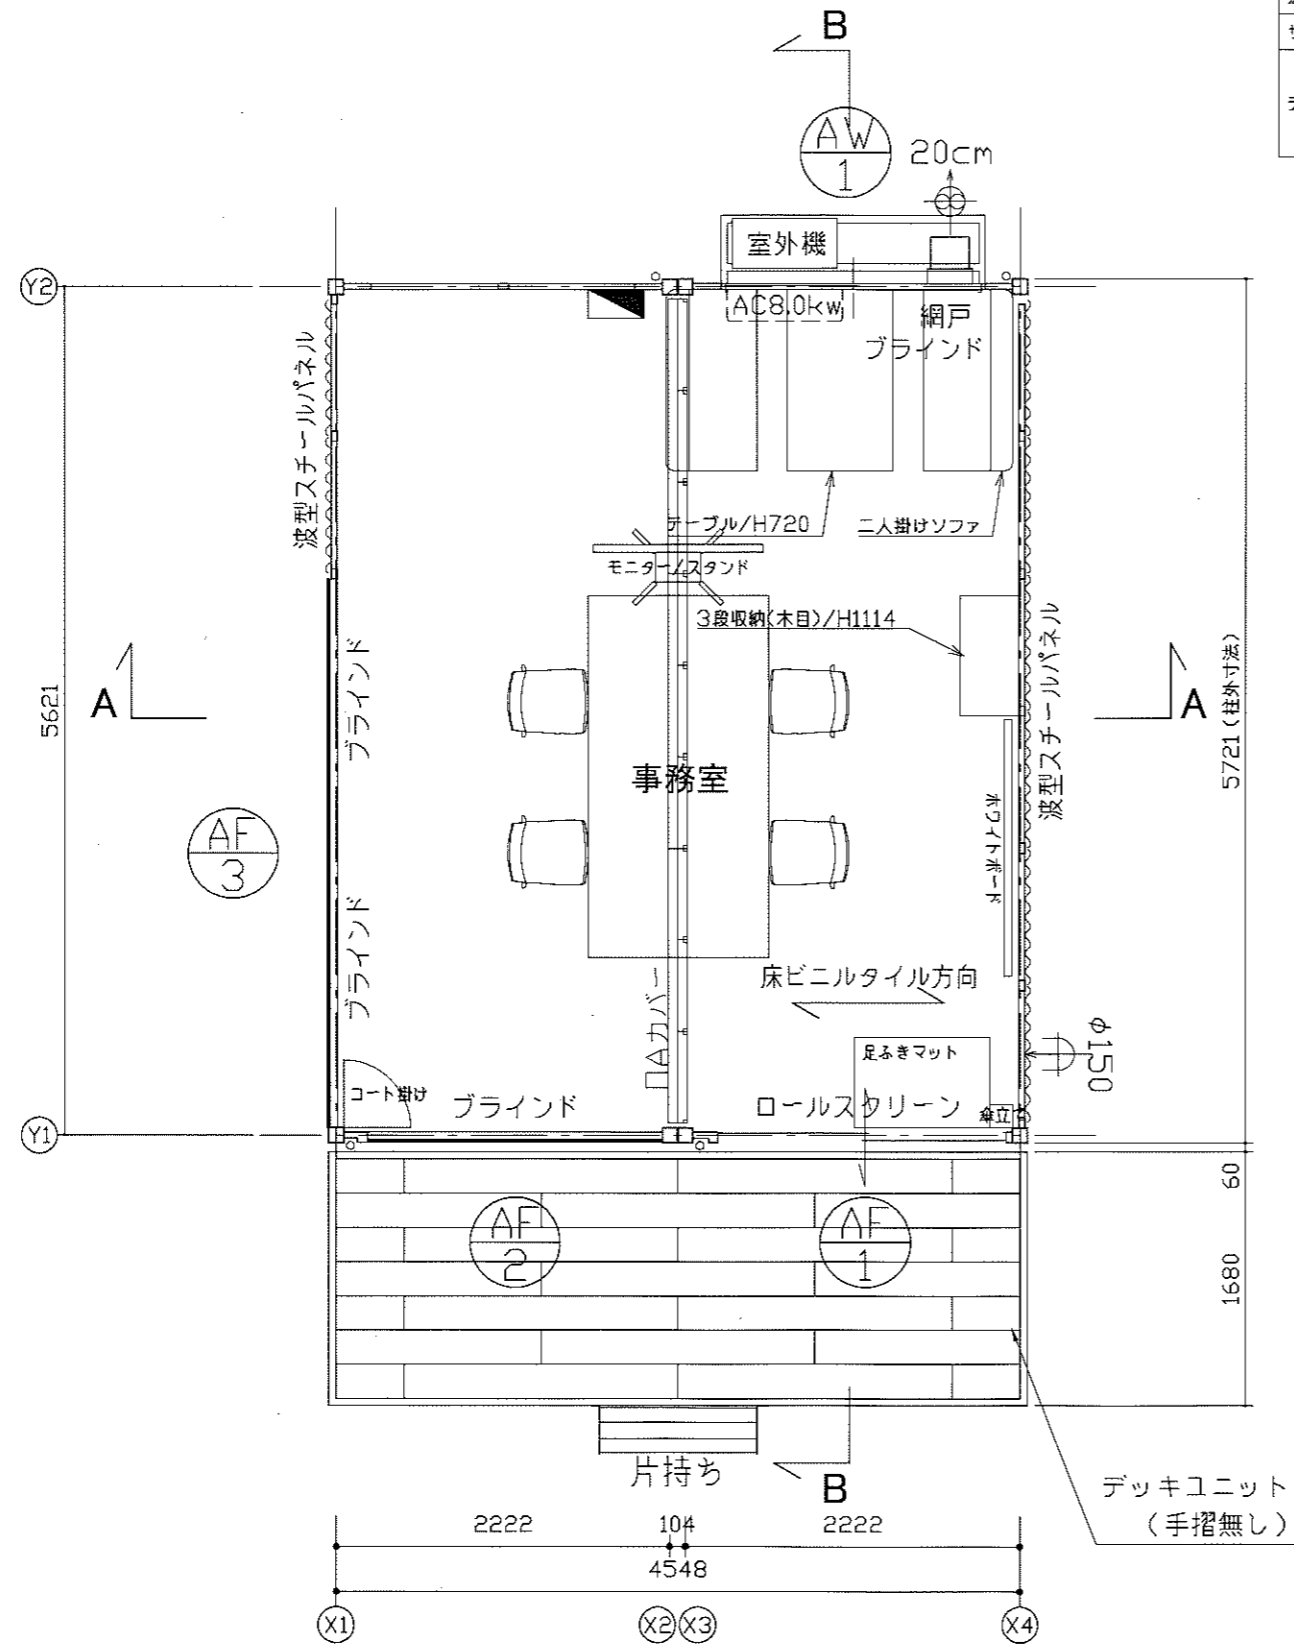 B
AW
1
20cm
室外機
Y2
AC8.0kw
網戸
ブラインド
波型スチールパネル
テーブル/H720
二人掛けソファ
モニター/スタンド
3段収納(木目)/H1114
5621
A
ブラインド
A
波型スチールパネル
5721(柱外寸法)
事務室
ホワイトボード
AF
3
ブラインド
床ビニルタイル方向
カバー
φ150
足ふきマット
コート掛け
ブラインド
ロールスクリーン
傘立て
Y1
60
AF
2
AF
1
1680
片持ち
B
デッキユニット
(手摺無し)
2222
104
2222
4548
X1
X2
X3
X4